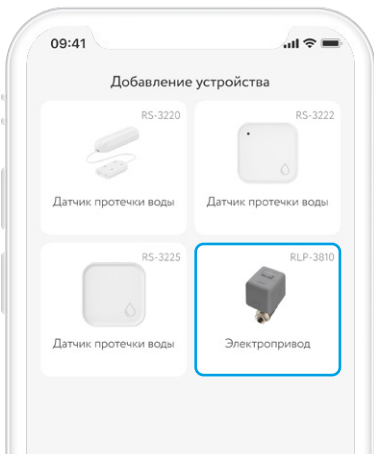 09:41
Добавление устройства
RS-3220
Датчик протечки воды
RS-3222
Датчик протечки воды
RS-3225
Датчик протечки воды
RLP-3810
Электропривод